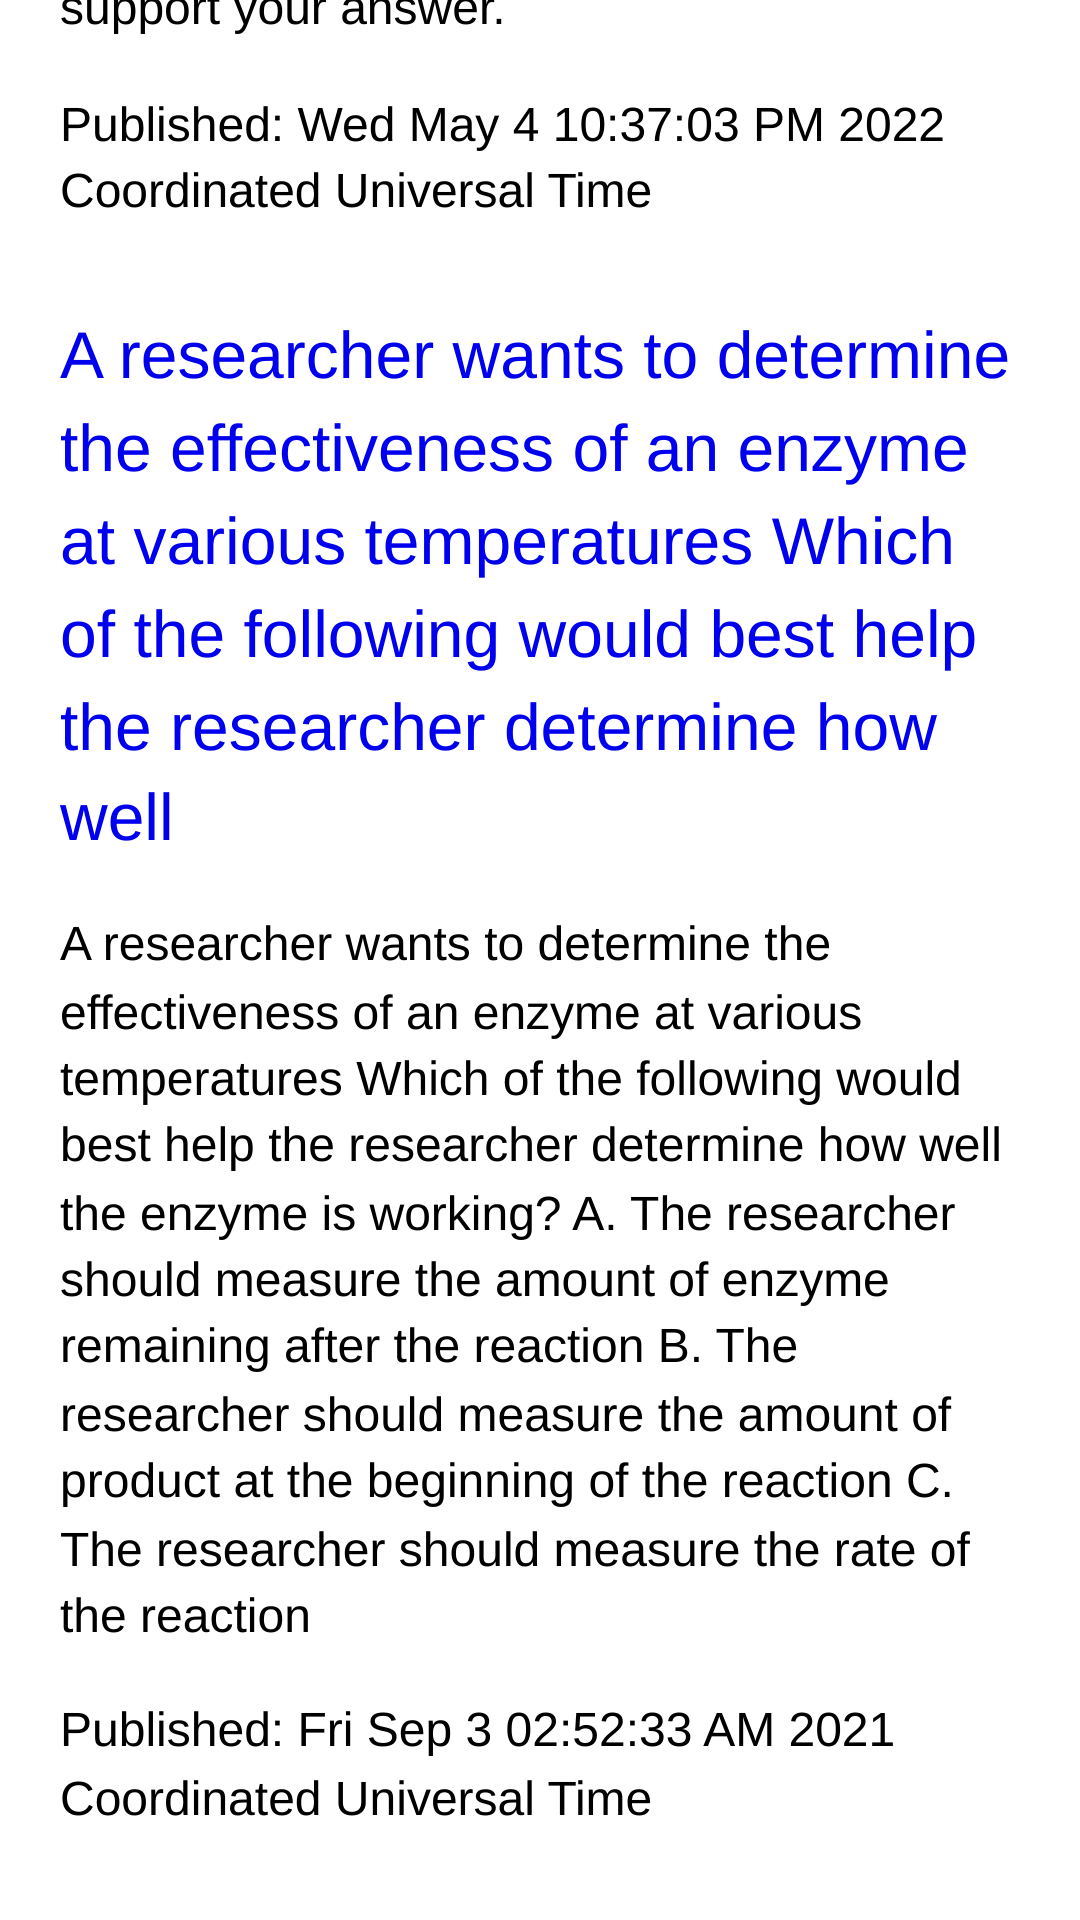 support your answer.
Published: Wed May 4 10:37:03 PM 2022
Coordinated Universal Time
A researcher wants to determine
the effectiveness of an enzyme
at various temperatures Which
of the following would best help
the researcher determine how
well
A researcher wants to determine the
effectiveness of an enzyme at various
temperatures Which of the following would
best help the researcher determine how well
the enzyme is working? A. The researcher
should measure the amount of enzyme
remaining after the reaction B. The
researcher should measure the amount of
product at the beginning of the reaction C.
The researcher should measure the rate of
the reaction
Published: Fri Sep 3 02:52:33 AM 2021
Coordinated Universal Time